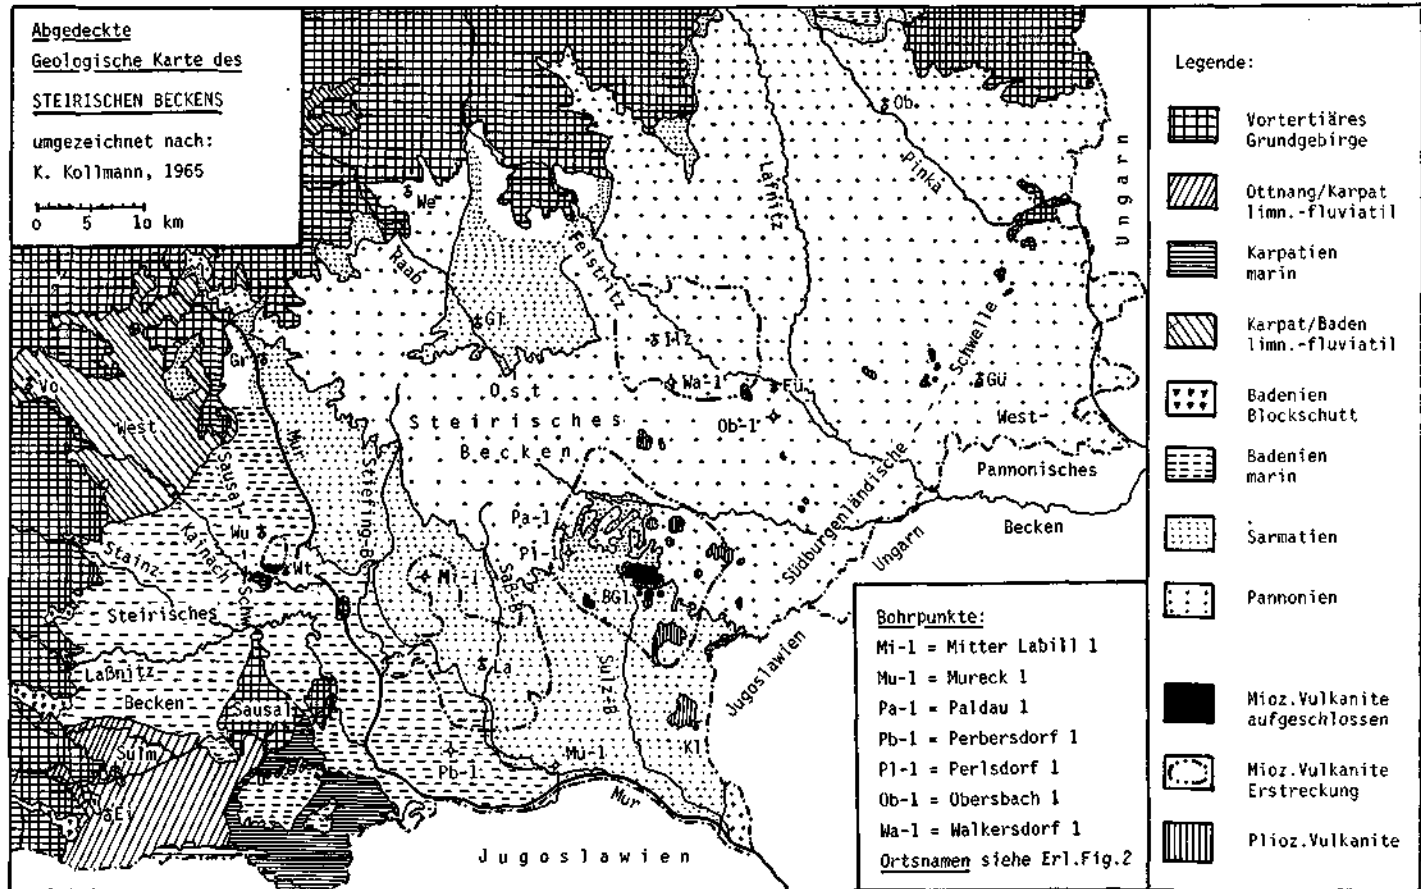 Abgedeckte
Geologische Karte des
STEIRISCHEN BECKENS
umgezeichnet nach:
K. Kollmann, 1965
0 5 10 km
Ob.
Pinka
Lafnitz
Ungarn
We
Raab
Feistritz
Gl
Ilz
Gr
Wa-1
Fü.
Gü
Ob-1
Vo
West
Ost
Steirisches
Becken
Schwelle
Südburgenländische
West-
Pannonisches
Becken
Ungarn
Mur
Sausal-
Schw
Stiefing-B
Kainach
Stainz-
Wu
Wt
Pa-1
Pi-1
Mi-1
Saß-B
BGl
Steirisches
Laßnitz
Becken
Sausal
Sulm
La
Sulz-B
Jugoslawien
Kl
Ei
Pb-1
Mu-1
Mur
Jugoslawien
Bohrpunkte:
Mi-1 = Mitter Labill 1
Mu-1 = Mureck 1
Pa-1 = Paldau 1
Pb-1 = Perbersdorf 1
Pl-1 = Perlsdorf 1
Ob-1 = Obersbach 1
Wa-1 = Walkersdorf 1
Ortsnamen siehe Erl.Fig.2
Legende:
Vortertiäres
Grundgebirge
Ottnang/Karpat
limn.-fluviatil
Karpatien
marin
Karpat/Baden
limn.-fluviatil
Badenien
Blockschutt
Badenien
marin
Sarmatien
Pannonien
Mioz.Vulkanite
aufgeschlossen
Mioz.Vulkanite
Erstreckung
Plioz.Vulkanite